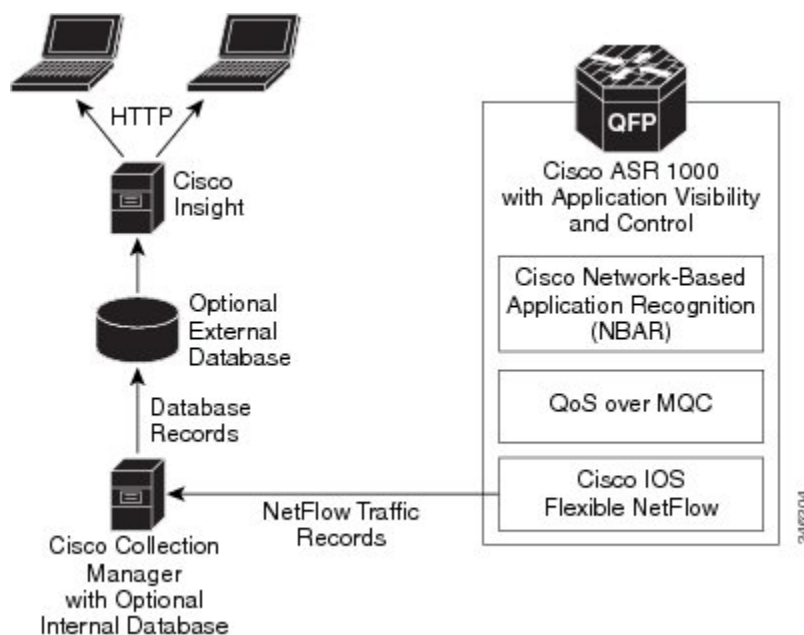 HTTP
Cisco
Insight
Optional
External
Database
Database
Records
Cisco Collection
Manager
with Optional
Internal Database
NetFlow Traffic
Records
QFP
Cisco ASR 1000
with Application Visibility
and Control
Cisco Network-Based
Application Recognition
(NBAR)
QoS over MQC
Cisco IOS
Flexible NetFlow